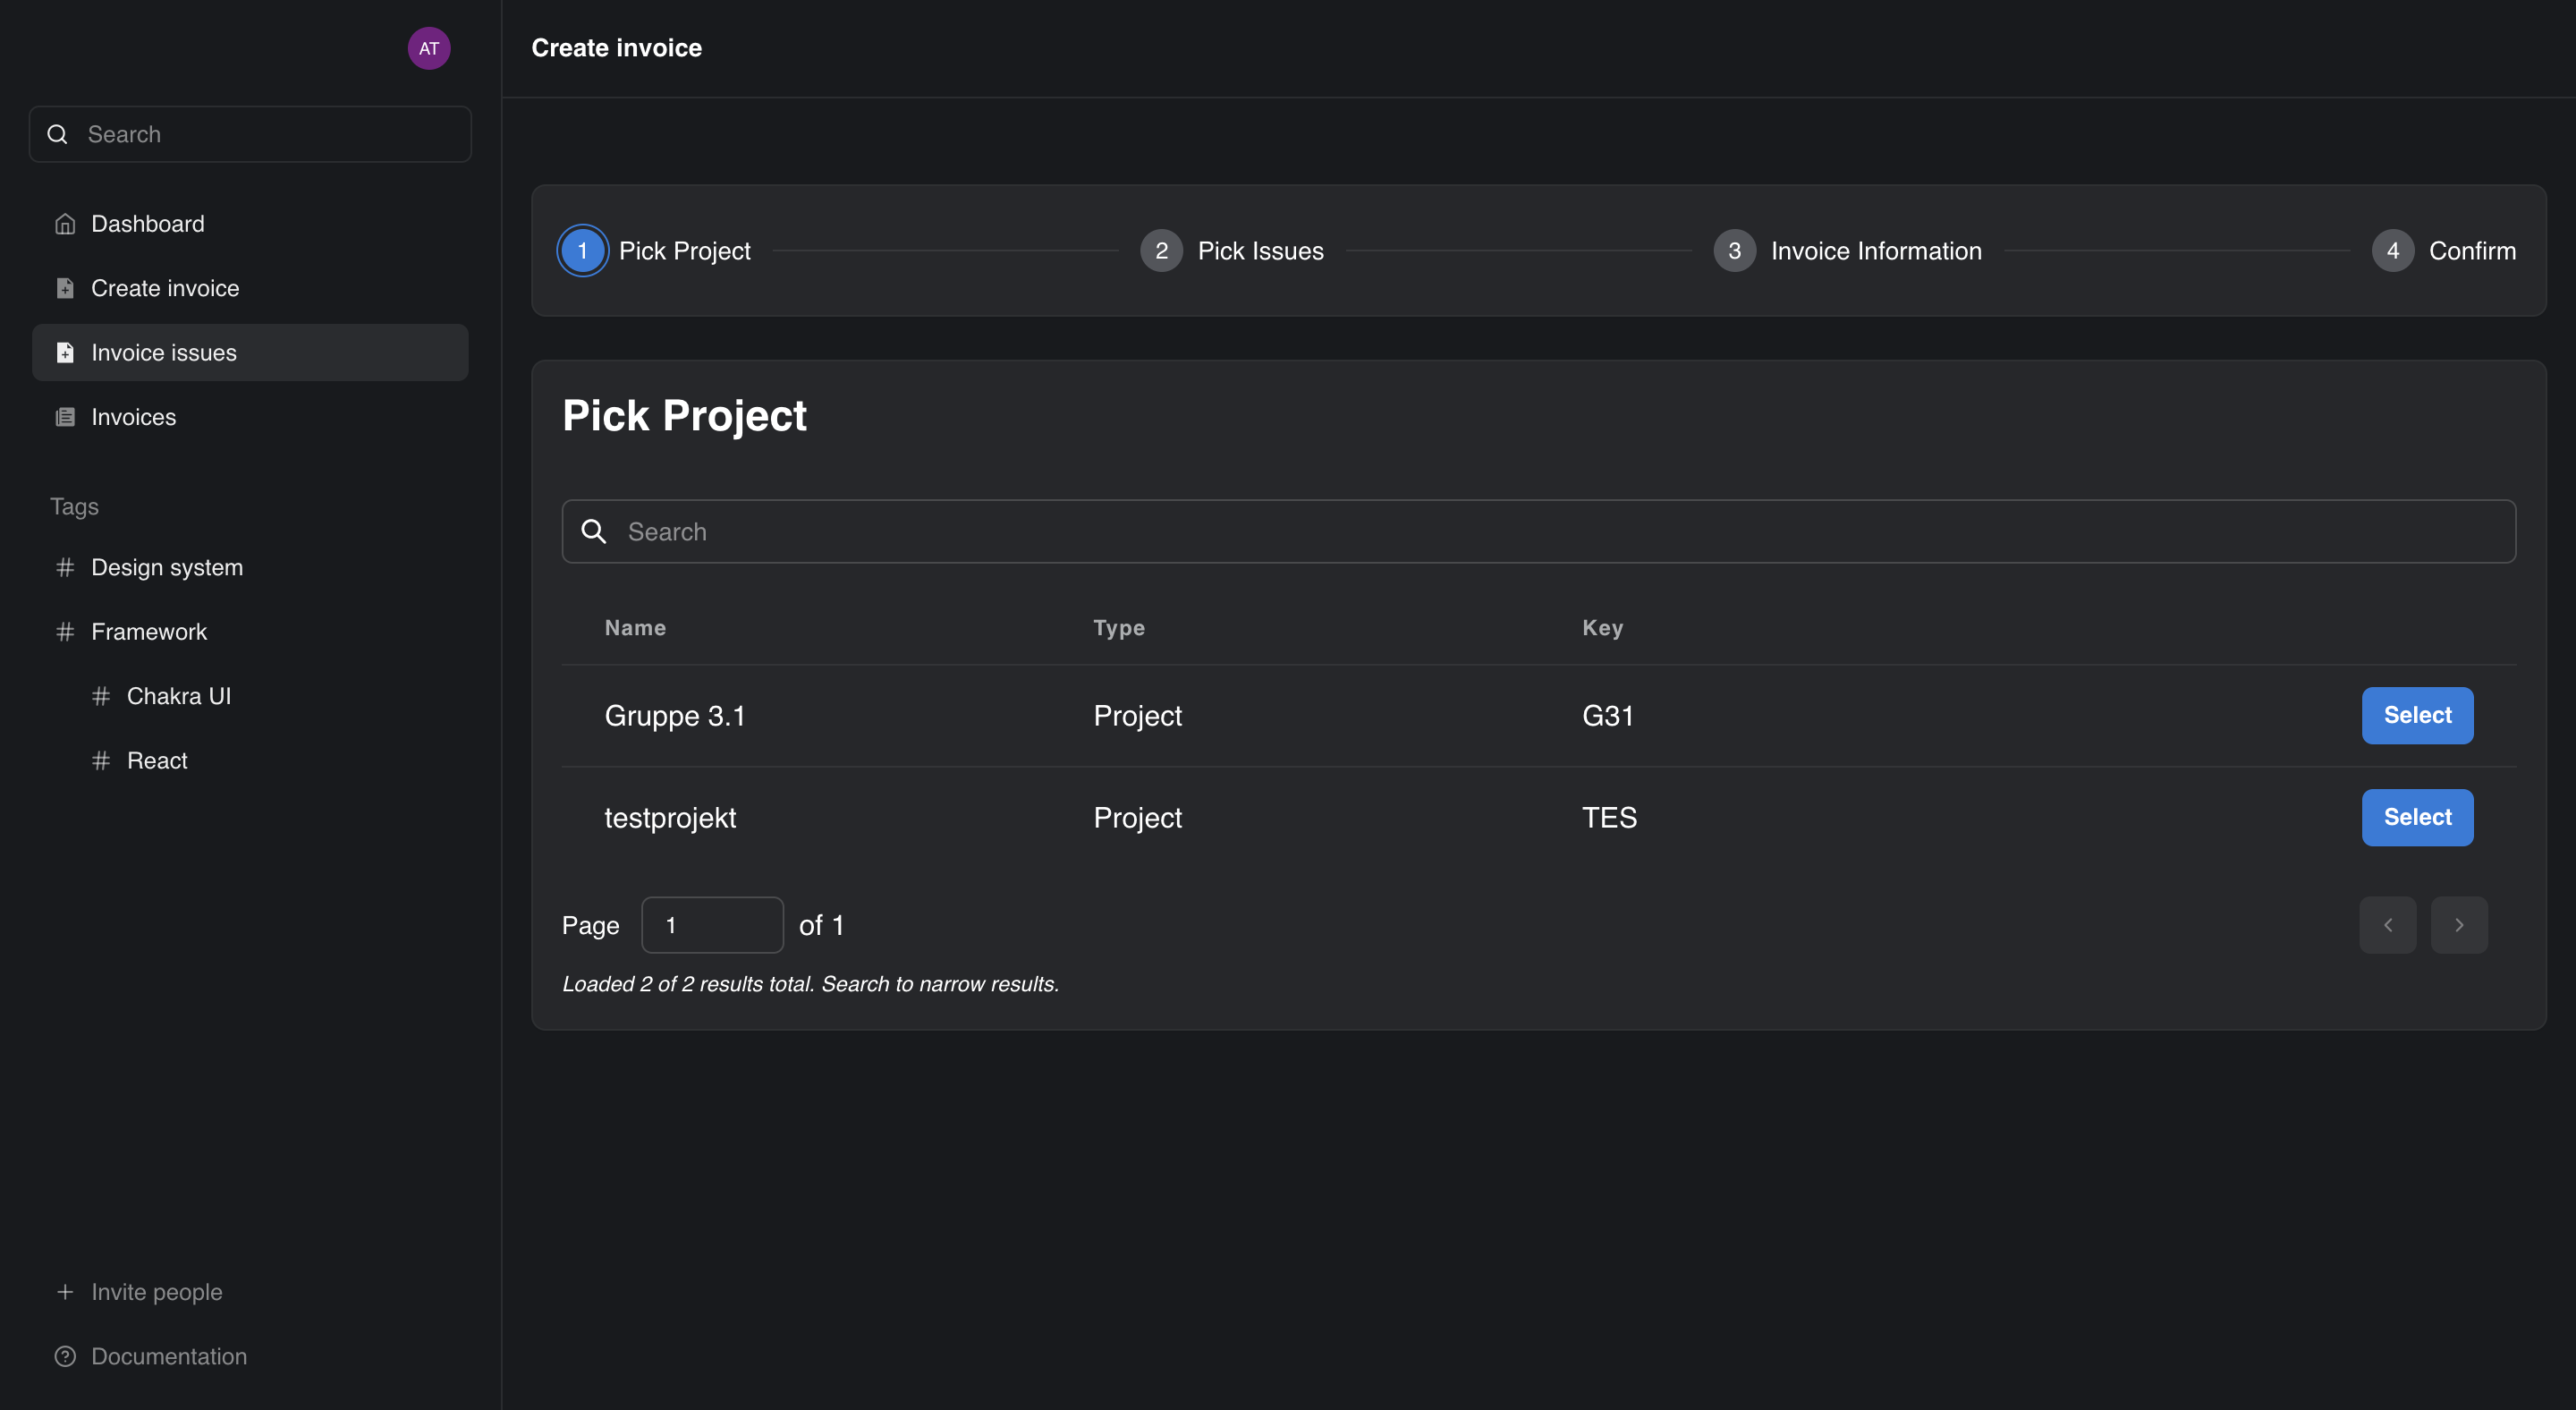 AT
Search
Dashboard
Create invoice
Invoice issues
Invoices
Tags
# Design system
# Framework
# Chakra UI
# React
+ Invite people
Documentation
Create invoice
1 Pick Project
2 Pick Issues
3 Invoice Information
4 Confirm
Pick Project
Search
Name Type Key
Gruppe 3.1 Project G31 Select
testprojekt Project TES Select
Page 1 of 1
Loaded 2 of 2 results total. Search to narrow results.